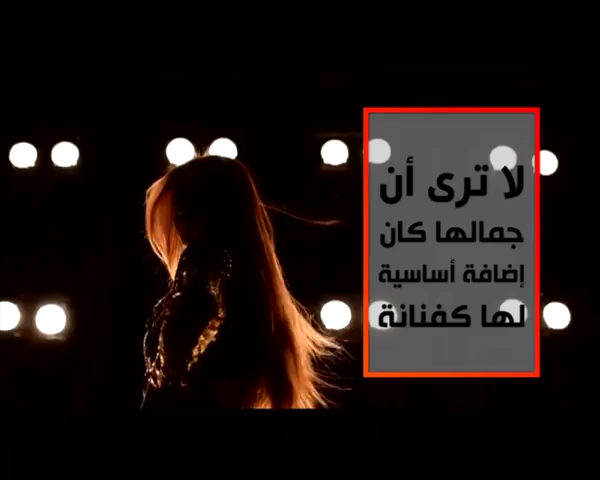 لا ترى أن
جمالها كان
إضافة أساسية
لها كفنانة